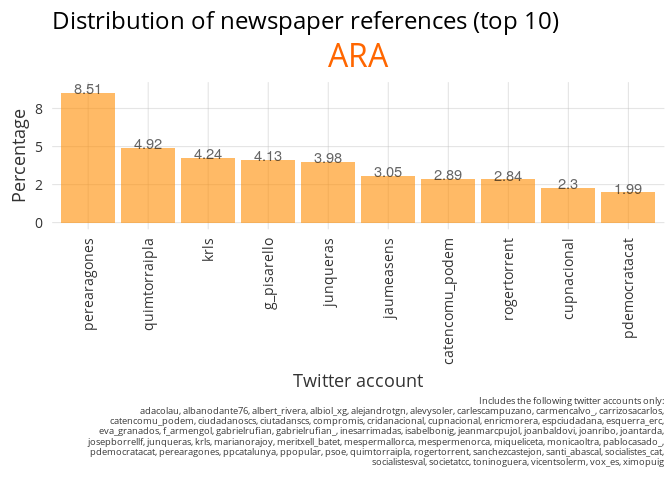 Distribution of newspaper references (top 10)
ARA
Percentage
8
5
2
0
8.51
4.92
4.24
4.13
3.98
3.05
2.89
2.84
2.3
1.99
perearagones
quimtorraipla
krls
g_pisarello
junqueras
jaumeasens
catencomu_podem
rogertorrent
cupnacional
pdemocratacat
Twitter account
Includes the following twitter accounts only:
adacolau, albanodante76, albert_rivera, albiol_xg, alejandrotgn, alevysoler, carlescampuzano, carmencalvo_, carrizosacarlos,
catencomu_podem, ciudadanoscs, ciutadanscs, compromis, cridanacional, cupnacional, enricmorera, espciudadana, esquerra_erc,
eva_granados, f_armengol, gabrielrufian, gabrielrufian_, inesarrimadas, isabelbonig, jeanmarcpujol, joanbaldovi, joanribo, joantarda,
josepborrellf, junqueras, krls, marianorajoy, meritxell_batet, mespermallorca, mespermenorca, miqueliceta, monicaoltra, pablocasado_,
pdemocratacat, perearagones, ppcatalunya, ppopular, psoe, quimtorraipla, rogertorrent, sanchezcastejon, santi_abascal, socialistes_cat,
socialistesval, societatcc, toninoguera, vicentsolerm, vox_es, ximopuig